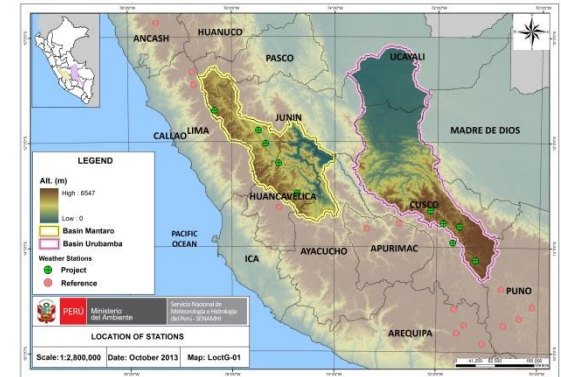 ANCASH
HUANUCO
PASCO
UCAYALI
JUNIN
LIMA
CALLAO
MADRE DE DIOS
HUANCAVELICA
CUSCO
PACIFIC
OCEAN
ICA
AYACUCHO
APURIMAC
PUNO
AREQUIPA
LEGEND
Alt. (m)
High : 6547
Low : 0
Basin Mantaro
Basin Urubamba
Weather Stations
Project
Reference
PERÚ
Ministerio
del Ambiente
Servicio Nacional de
Meteorología e Hidrología
del Perú - SENAMHI
LOCATION OF STATIONS
Scale: 1:2,800,000 Date: October 2013 Map: LoctG-01